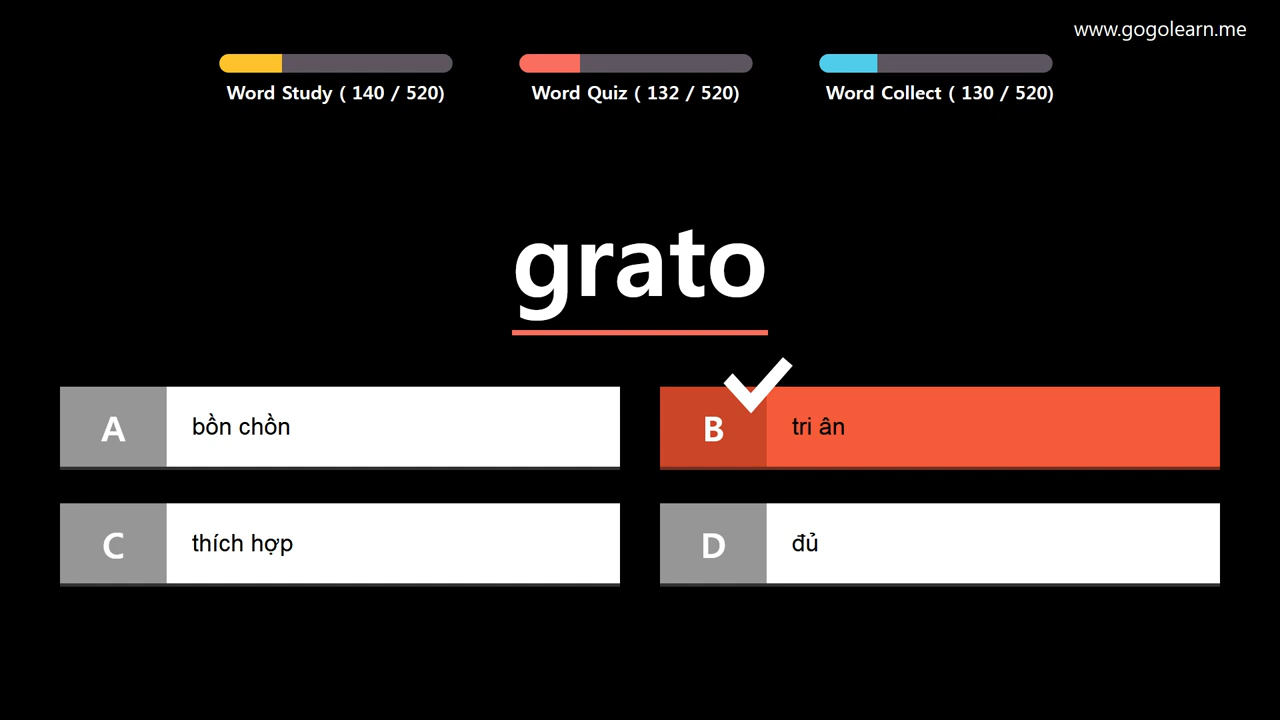 www.gogolearn.me
Word Study ( 140 / 520)
Word Quiz ( 132 / 520)
Word Collect ( 130 / 520)
grato
A bồn chồn
B tri ân
C thích hợp
D đủ